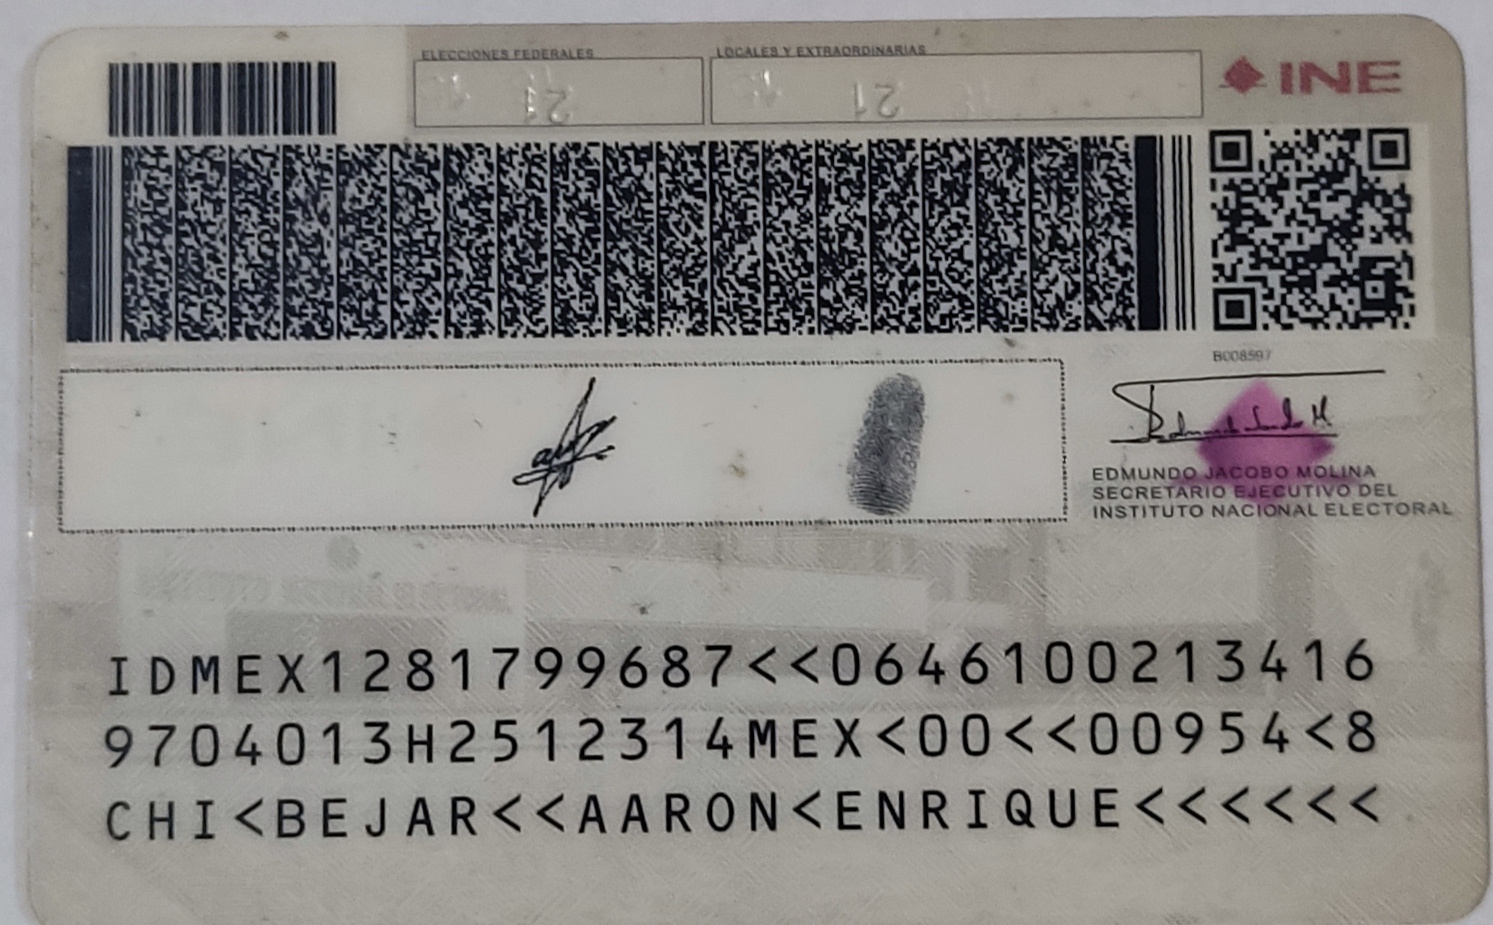 ELECCIONES FEDERALES
LOCALES Y EXTRAORDINARIAS
INE
21
21
B008597
EDMUNDO JACOBO MOLINA
SECRETARIO EJECUTIVO DEL
INSTITUTO NACIONAL ELECTORAL
IDMEX1281799687<<0646100213416
9704013H2512314MEX<00<<00954<8
CHI<BEJAR<<AARON<ENRIQUE<<<<<<